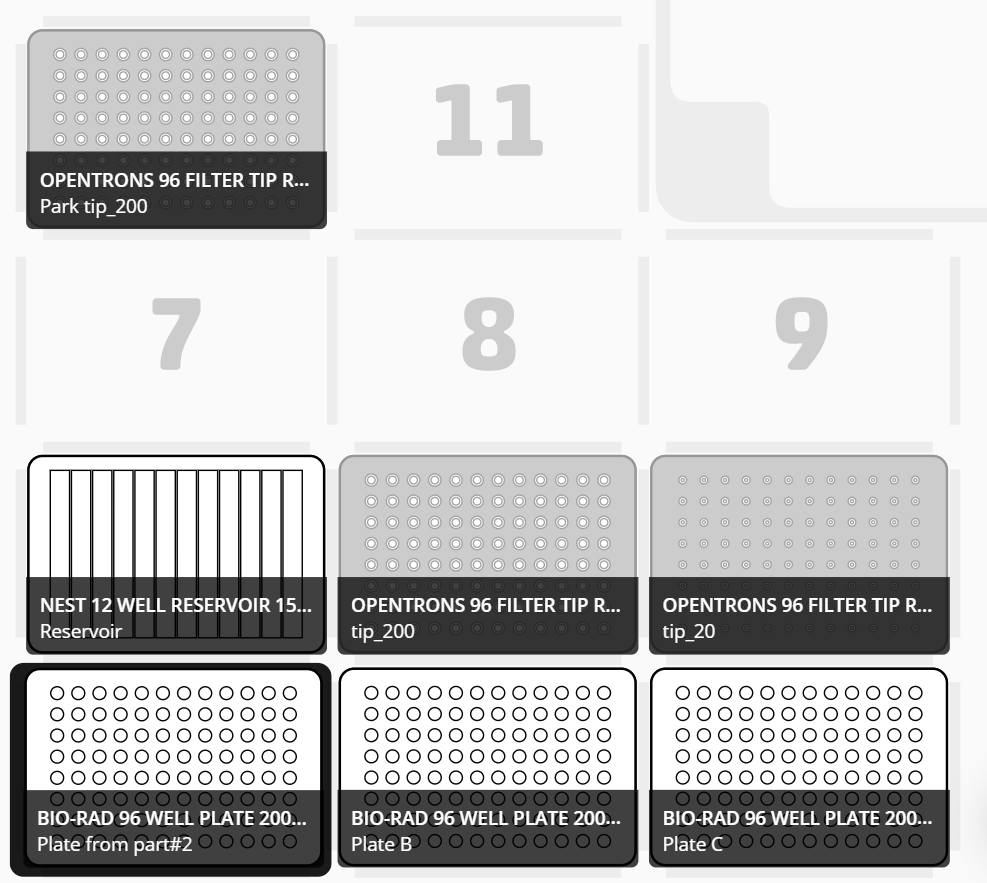 11
OPENTRONS 96 FILTER TIP R...
Park tip_200
7
8
9
NEST 12 WELL RESERVOIR 15...
Reservoir
OPENTRONS 96 FILTER TIP R...
tip_200
OPENTRONS 96 FILTER TIP R...
tip_20
BIO-RAD 96 WELL PLATE 200...
Plate from part#2
BIO-RAD 96 WELL PLATE 200...
Plate B
BIO-RAD 96 WELL PLATE 200...
Plate C